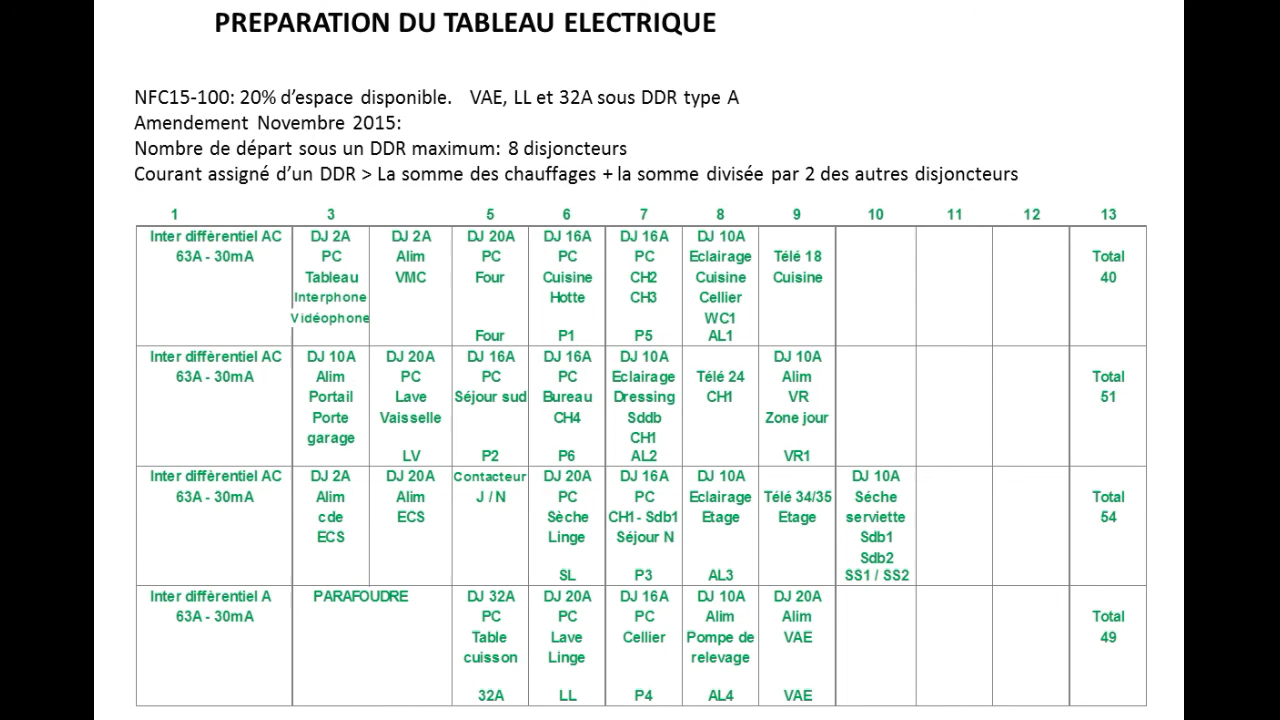 PREPARATION DU TABLEAU ELECTRIQUE
NFC15-100: 20% d'espace disponible. VAE, LL et 32A sous DDR type A
Amendement Novembre 2015:
Nombre de départ sous un DDR maximum: 8 disjoncteurs
Courant assigné d'un DDR > La somme des chauffages + la somme divisée par 2 des autres disjoncteurs
1 3 5 6 7 8 9 10 11 12 13
Inter diffèrentiel AC DJ 2A DJ 2A DJ 20A DJ 16A DJ 16A DJ 10A
63A - 30mA PC Alim PC PC PC Eclairage Télé 18 Total
Tableau VMC Four Cuisine CH2 Cuisine Cuisine 40
Interphone Hotte CH3 Cellier
Vidéophone WC1
Four P1 P5 AL1
Inter diffèrentiel AC DJ 10A DJ 20A DJ 16A DJ 16A DJ 10A DJ 10A
63A - 30mA Alim PC PC PC Eclairage Télé 24 Alim Total
Portail Lave Séjour sud Bureau Dressing CH1 VR 51
Porte Vaisselle CH4 Sddb Zone jour
garage CH1
LV P2 P6 AL2 VR1
Inter diffèrentiel AC DJ 2A DJ 20A Contacteur DJ 20A DJ 16A DJ 10A DJ 10A
63A - 30mA Alim Alim J / N PC PC Eclairage Télé 34/35 Séche Total
cde ECS Sèche CH1- Sdb1 Etage Etage serviette 54
ECS Linge Séjour N Sdb1
Sdb2
SL P3 AL3 SS1 / SS2
Inter diffèrentiel A PARAFOUDRE DJ 32A DJ 20A DJ 16A DJ 10A DJ 20A
63A - 30mA PC PC PC Alim Alim Total
Table Lave Cellier Pompe de VAE 49
cuisson Linge relevage
32A LL P4 AL4 VAE